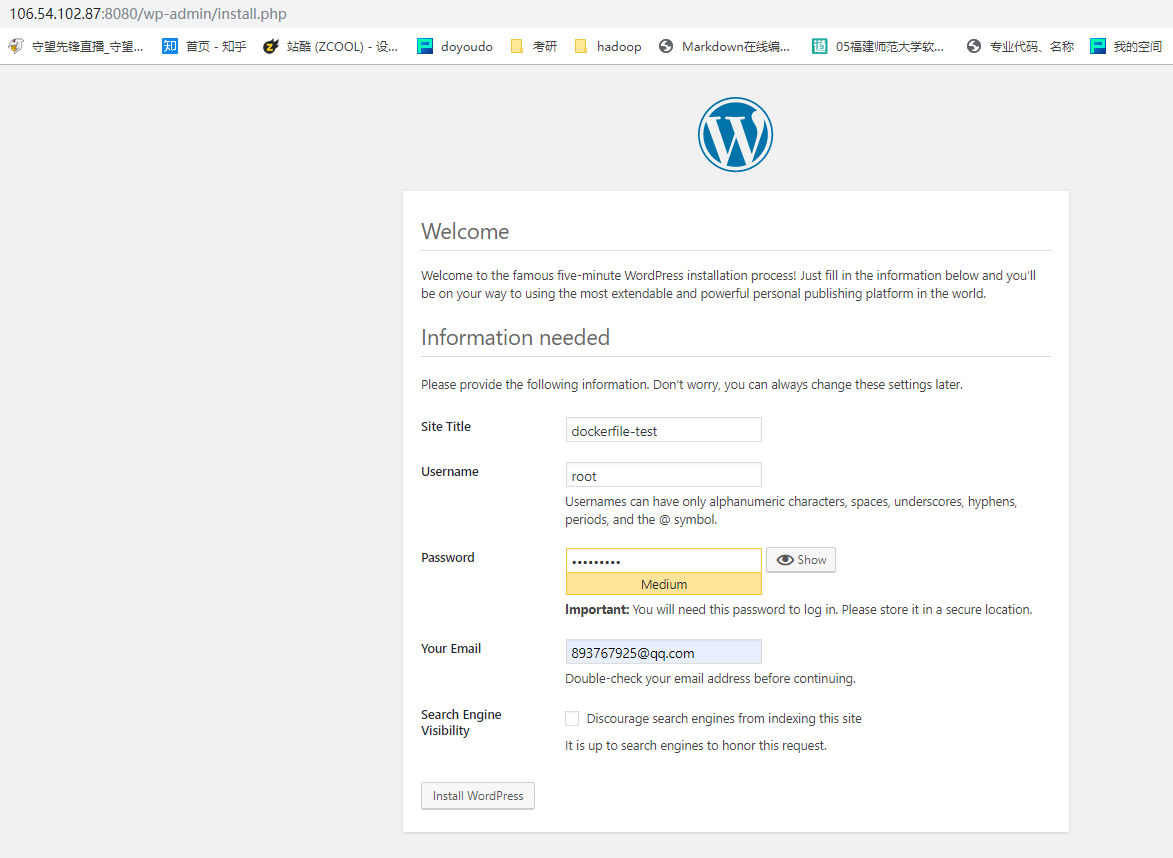 106.54.102.87:8080/wp-admin/install.php
守望先锋直播_守望... 知 首页 - 知乎 站酷 (ZCOOL) - 设... doyoudo 考研 hadoop Markdown在线编... 道 05福建师范大学软... 专业代码、名称 我的空间
Welcome
Welcome to the famous five-minute WordPress installation process! Just fill in the information below and you’ll
be on your way to using the most extendable and powerful personal publishing platform in the world.
Information needed
Please provide the following information. Don’t worry, you can always change these settings later.
Site Title
dockerfile-test
Username
root
Usernames can have only alphanumeric characters, spaces, underscores, hyphens,
periods, and the @ symbol.
Password
•••••••••
Show
Medium
Important: You will need this password to log in. Please store it in a secure location.
Your Email
893767925@qq.com
Double-check your email address before continuing.
Search Engine
Visibility
Discourage search engines from indexing this site
It is up to search engines to honor this request.
Install WordPress